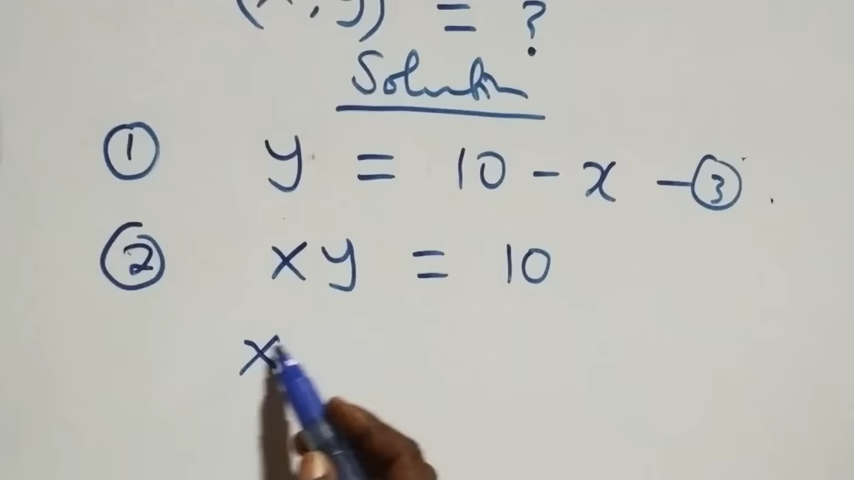 (x, y) = ?
Solution
① y = 10 - x - ③
② xy = 10
x